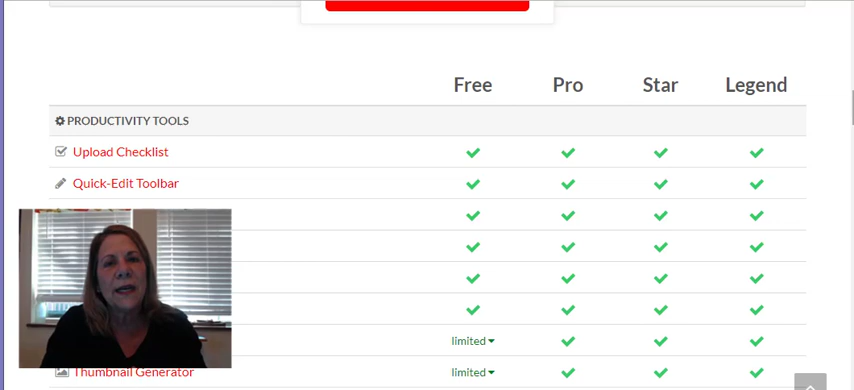 Free Pro Star Legend
PRODUCTIVITY TOOLS
Upload Checklist
Quick-Edit Toolbar
limited
Thumbnail Generator limited